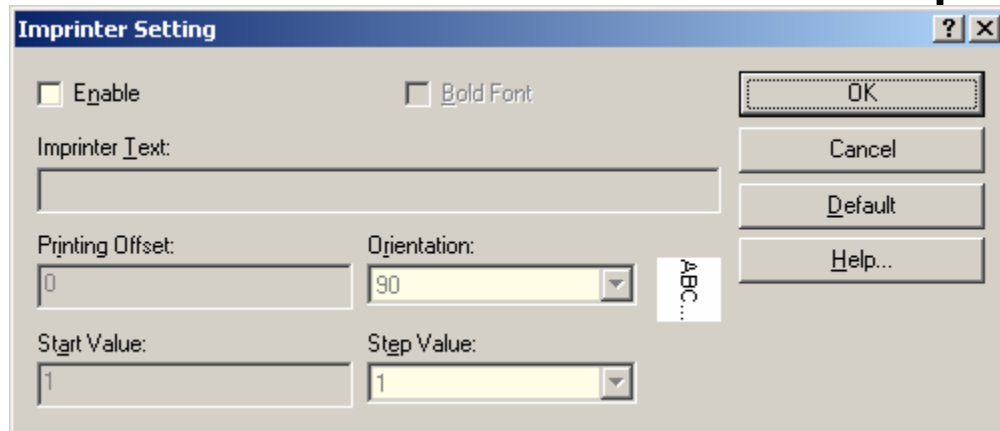 Imprinter Setting
Enable
Bold Font
OK
Imprinter Text:
Cancel
Default
Printing Offset:
Orientation:
Help...
0
90
ABC...
Start Value:
Step Value:
1
1